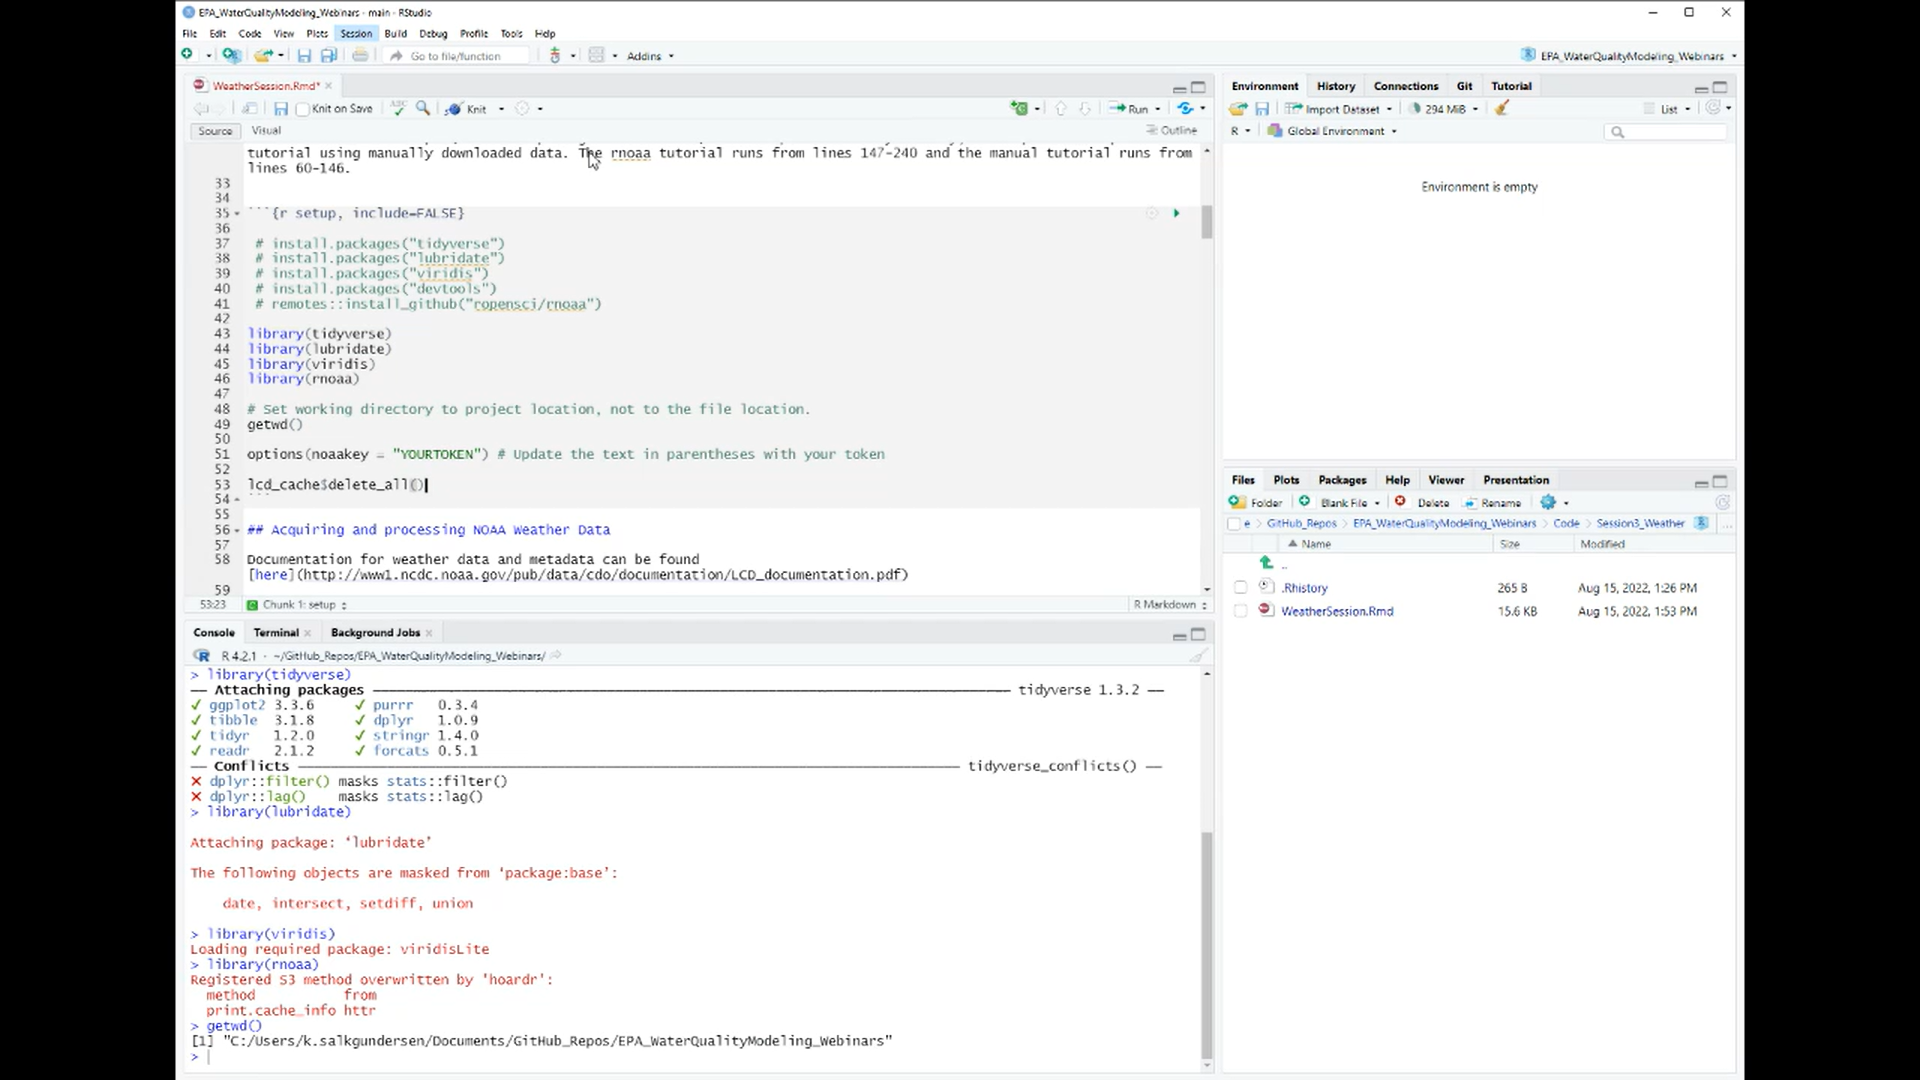 EPA_WaterQualityModeling_Webinars - main - RStudio
File Edit Code View Plots Session Build Debug Profile Tools Help
Go to file/function Addins EPA_WaterQualityModeling_Webinars
WeatherSession.Rmd*
Knit on Save ABC Knit Run
Source Visual Outline
tutorial using manually downloaded data. The rnoaa tutorial runs from lines 147-240 and the manual tutorial runs from
lines 60-146.
33
34
35 ```{r setup, include=FALSE}
36
37 # install.packages("tidyverse")
38 # install.packages("lubridate")
39 # install.packages("viridis")
40 # install.packages("devtools")
41 # remotes::install_github("ropensci/rnoaa")
42
43 library(tidyverse)
44 library(lubridate)
45 library(viridis)
46 library(rnoaa)
47
48 # Set working directory to project location, not to the file location.
49 getwd()
50
51 options(noaakey = "YOURTOKEN") # Update the text in parentheses with your token
52
53 lcd_cache$delete_all()
54 ```
55
56 ## Acquiring and processing NOAA Weather Data
57
58 Documentation for weather data and metadata can be found
[here](http://www1.ncdc.noaa.gov/pub/data/cdo/documentation/LCD_documentation.pdf)
59
53:23 Chunk 1: setup R Markdown
Console Terminal Background Jobs
R 4.2.1 · ~/GitHub_Repos/EPA_WaterQualityModeling_Webinars/
> library(tidyverse)
── Attaching packages ── tidyverse 1.3.2 ──
✓ ggplot2 3.3.6 ✓ purrr 0.3.4
✓ tibble 3.1.8 ✓ dplyr 1.0.9
✓ tidyr 1.2.0 ✓ stringr 1.4.0
✓ readr 2.1.2 ✓ forcats 0.5.1
── Conflicts ── tidyverse_conflicts() ──
✗ dplyr::filter() masks stats::filter()
✗ dplyr::lag() masks stats::lag()
> library(lubridate)
Attaching package: ‘lubridate’
The following objects are masked from ‘package:base’:
date, intersect, setdiff, union
> library(viridis)
Loading required package: viridisLite
> library(rnoaa)
Registered S3 method overwritten by 'hoardr':
method from
print.cache_info httr
> getwd()
[1] "C:/Users/k.salkgundersen/Documents/GitHub_Repos/EPA_WaterQualityModeling_Webinars"
>
Environment History Connections Git Tutorial
Import Dataset 294 MiB List
R Global Environment
Environment is empty
Files Plots Packages Help Viewer Presentation
Folder Blank File Delete Rename
e GitHub_Repos EPA_WaterQualityModeling_Webinars Code Session3_Weather ...
Name Size Modified
..
.Rhistory 265 B Aug 15, 2022, 1:26 PM
WeatherSession.Rmd 15.6 KB Aug 15, 2022, 1:53 PM